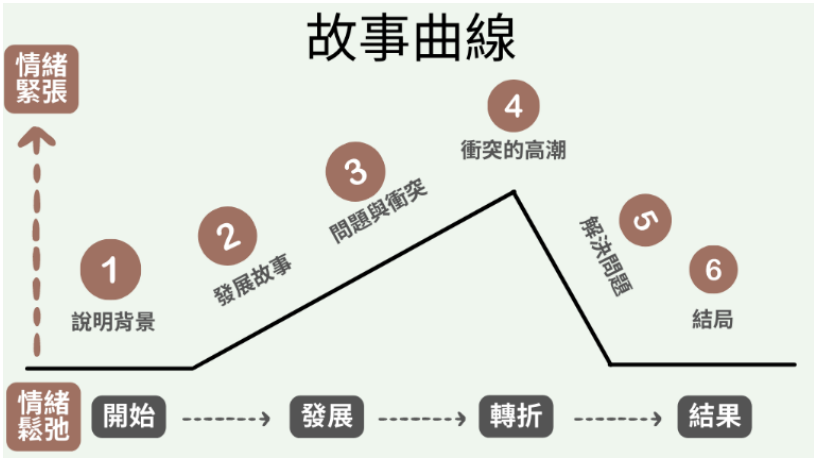 故事曲線
情緒
緊張
4
衝突的高潮
3
問題與衝突
2
發展故事
1
說明背景
5
解決問題
6
結局
情緒
鬆弛
開始
發展
轉折
結果